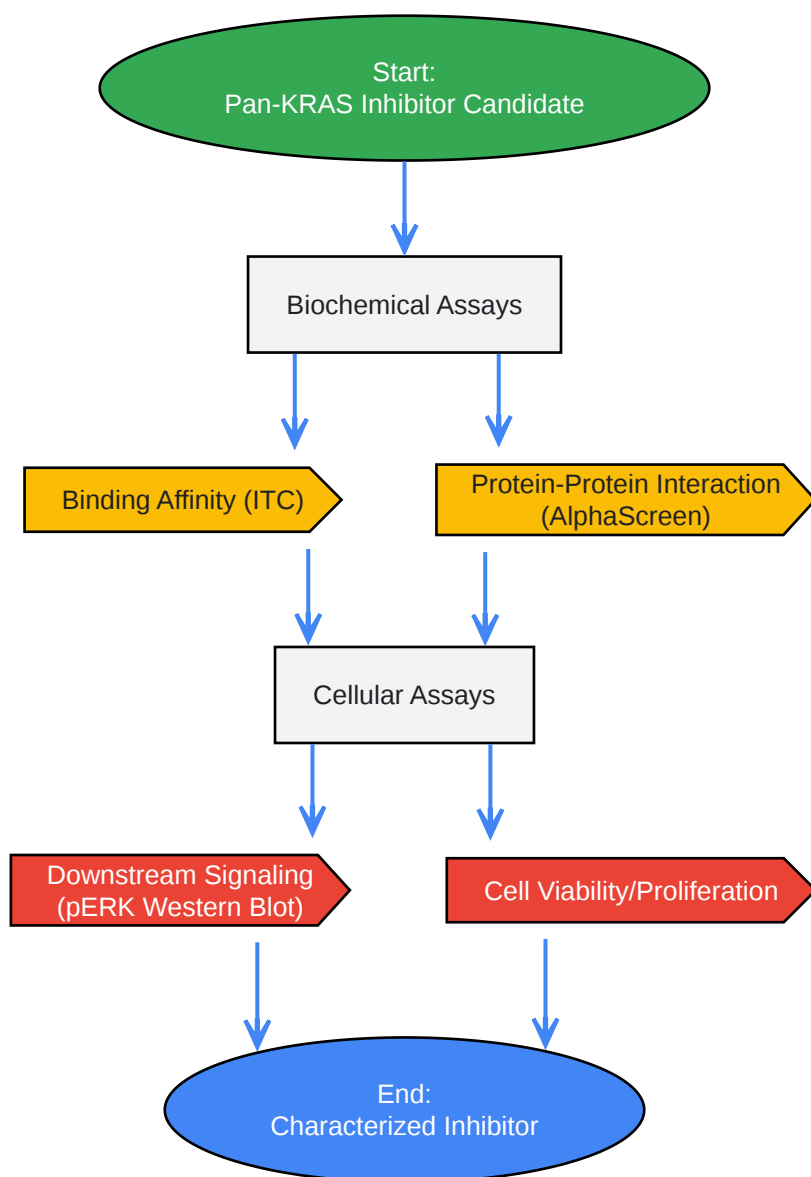 Start:
Pan-KRAS Inhibitor Candidate
Biochemical Assays
Binding Affinity (ITC)
Protein-Protein Interaction
(AlphaScreen)
Cellular Assays
Downstream Signaling
(pERK Western Blot)
Cell Viability/Proliferation
End:
Characterized Inhibitor